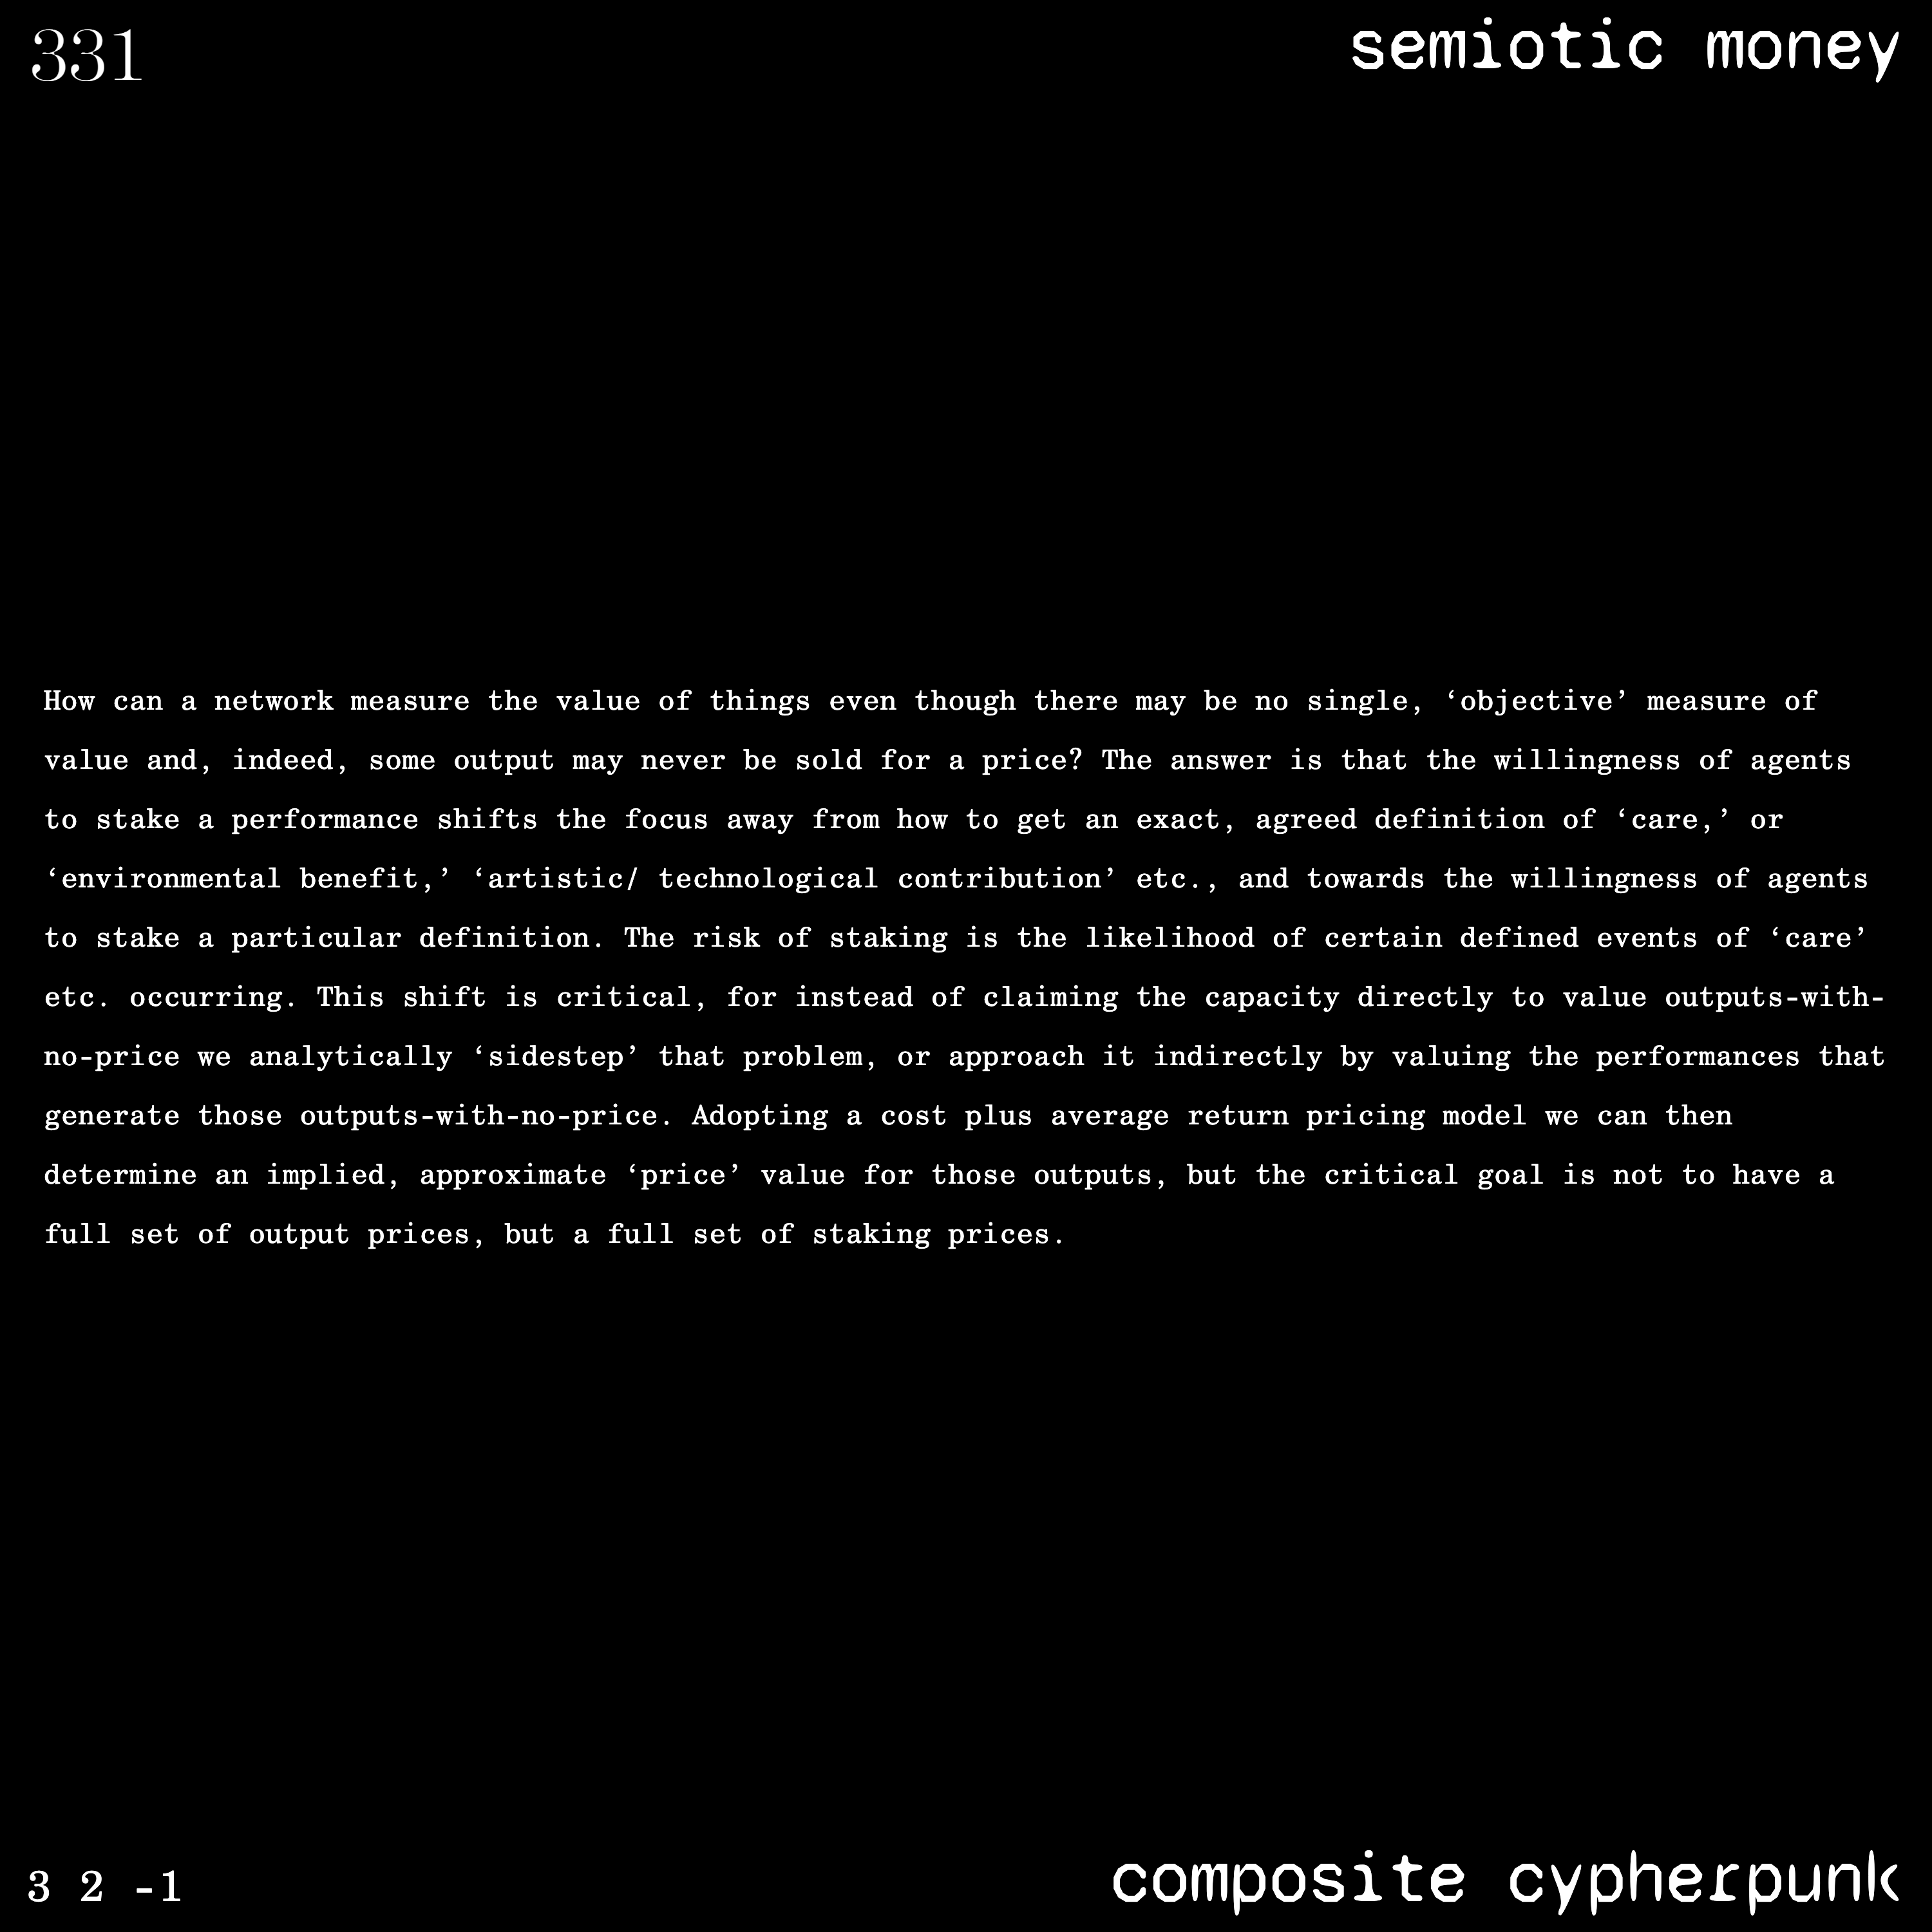 331
semiotic money
How can a network measure the value of things even though there may be no single, ‘objective’ measure of
value and, indeed, some output may never be sold for a price? The answer is that the willingness of agents
to stake a performance shifts the focus away from how to get an exact, agreed definition of ‘care,’ or
‘environmental benefit,’ ‘artistic/ technological contribution’ etc., and towards the willingness of agents
to stake a particular definition. The risk of staking is the likelihood of certain defined events of ‘care’
etc. occurring. This shift is critical, for instead of claiming the capacity directly to value outputs-with-
no-price we analytically ‘sidestep’ that problem, or approach it indirectly by valuing the performances that
generate those outputs-with-no-price. Adopting a cost plus average return pricing model we can then
determine an implied, approximate ‘price’ value for those outputs, but the critical goal is not to have a
full set of output prices, but a full set of staking prices.
3 2 -1
composite cypherpunk